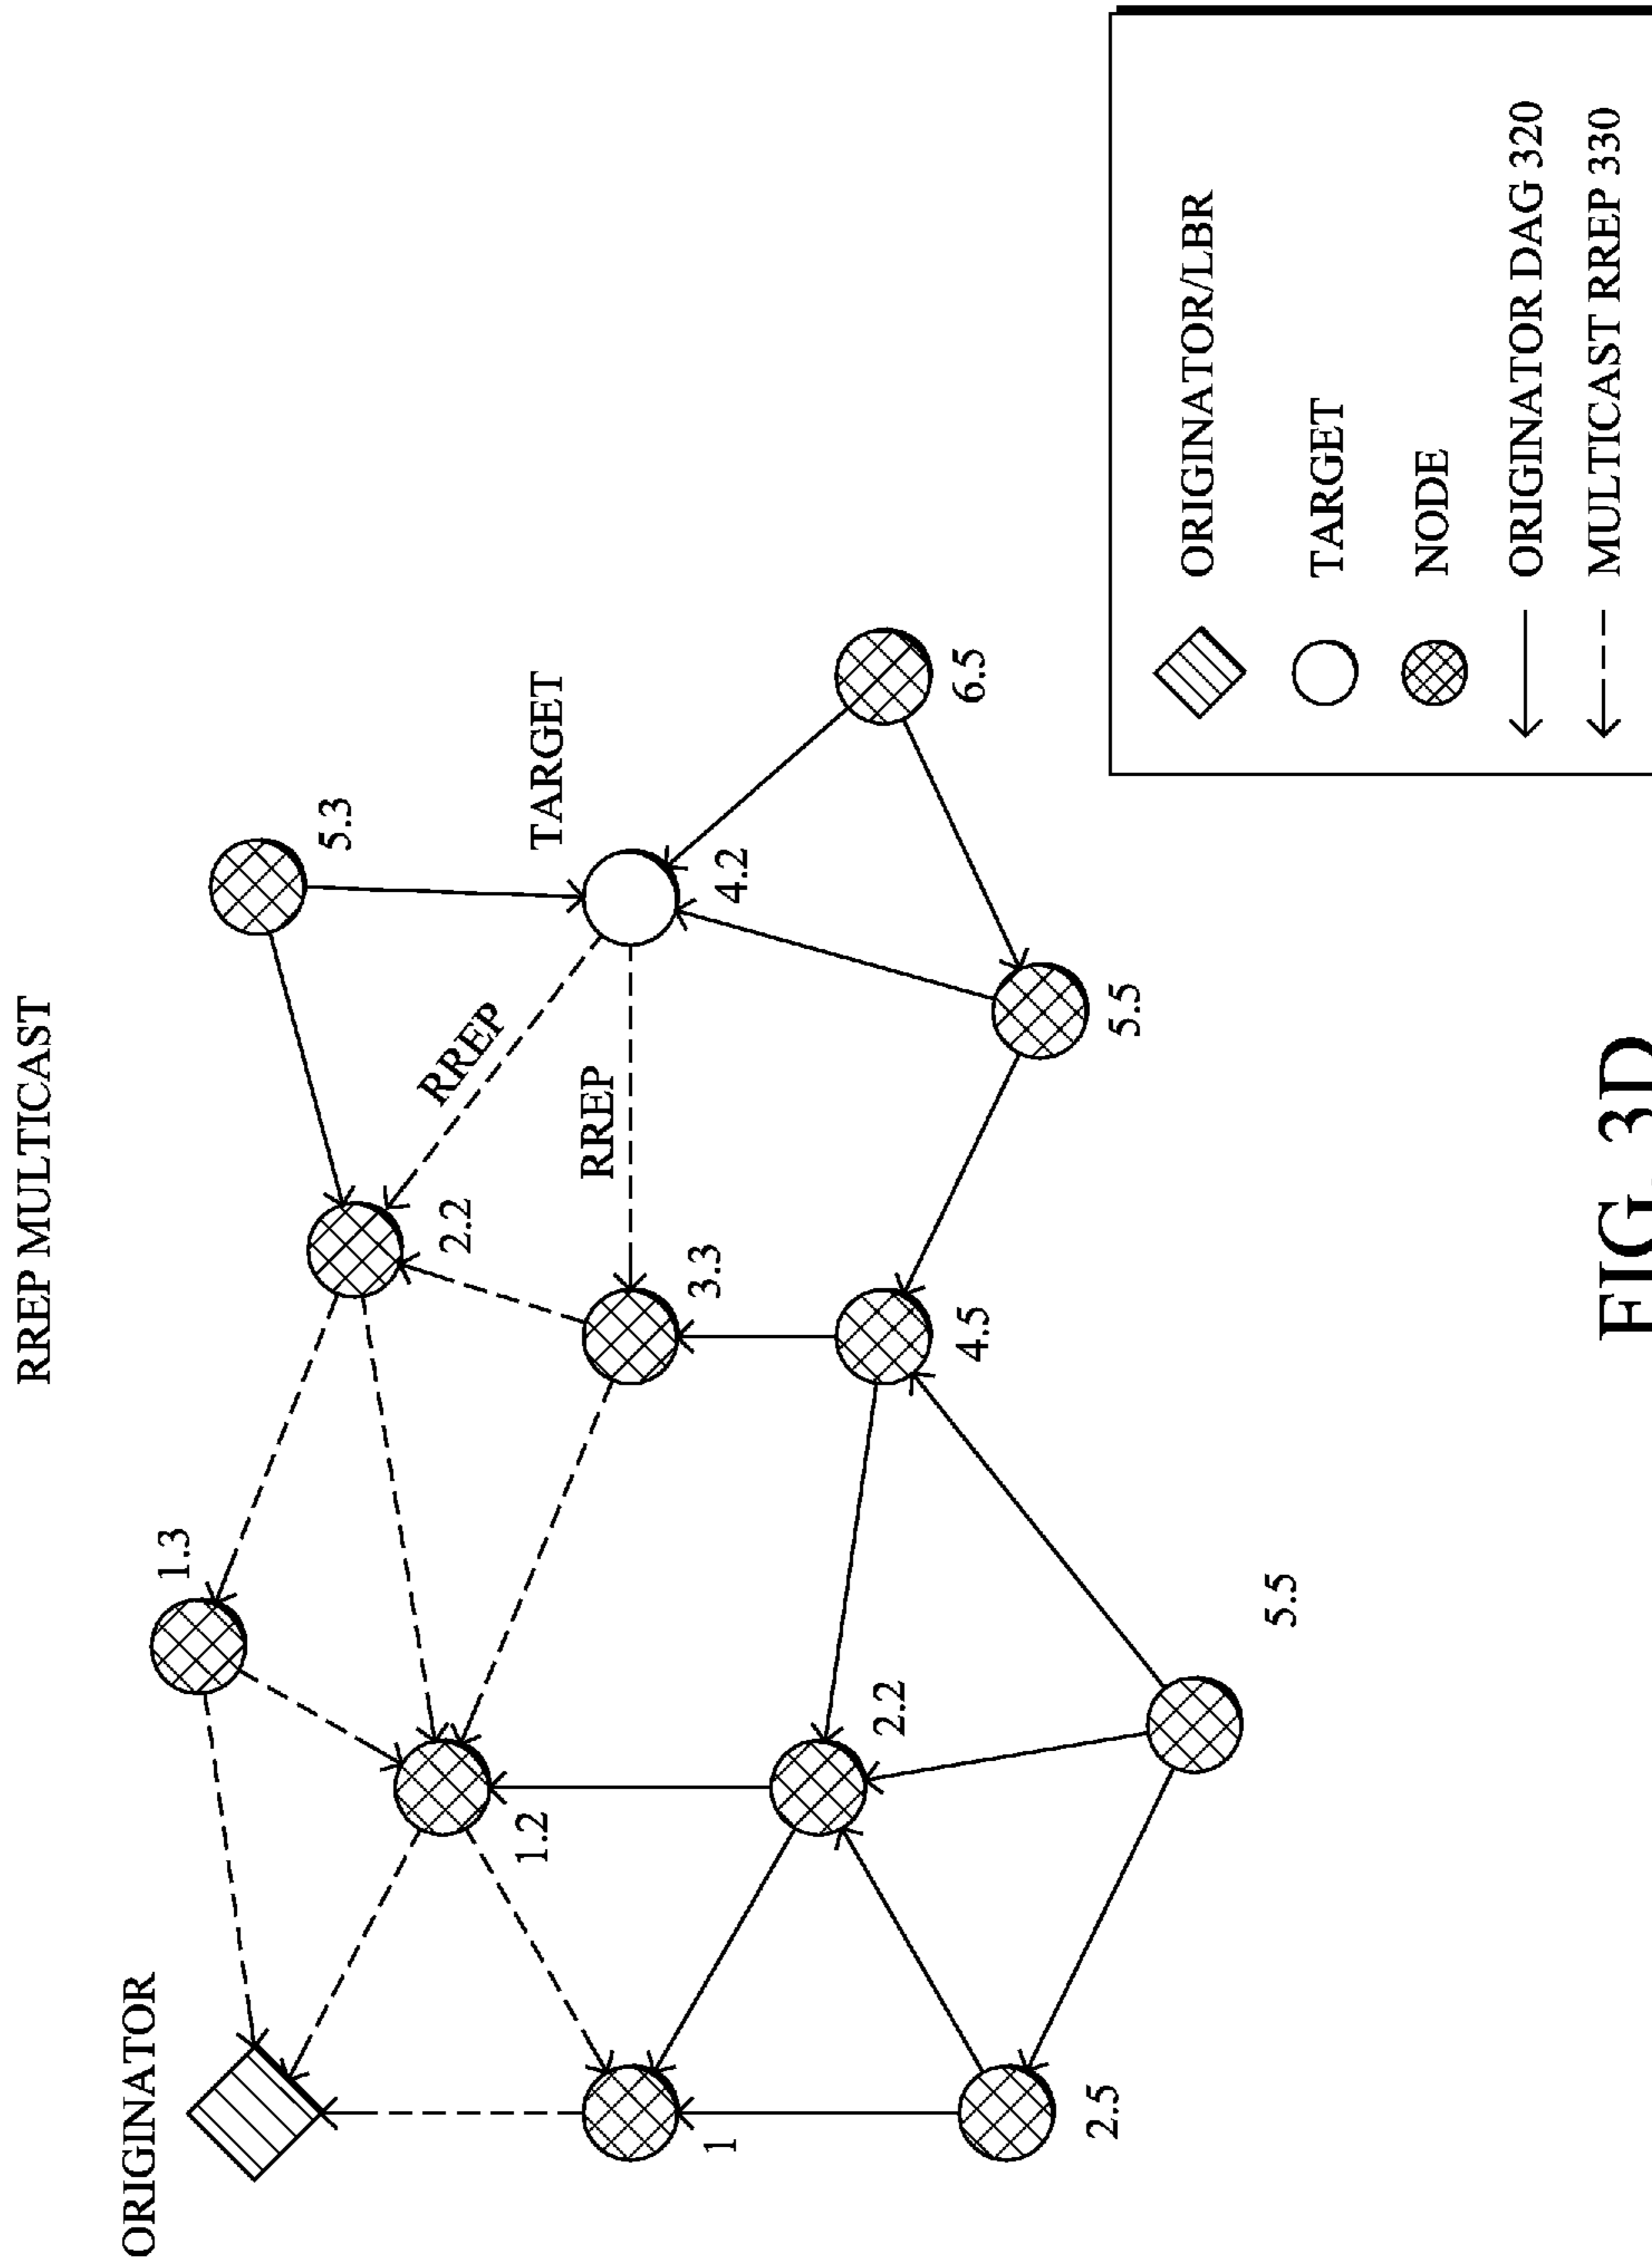 RREP MULTICAST
ORIGINATOR
1.3
5.3
2.2
RREP
TARGET
1.2
RREP
3.3
4.2
1
2.2
4.5
6.5
2.5
5.5
5.5
ORIGINATOR/LBR
TARGET
NODE
ORIGINATOR DAG 320
MULTICAST RREP 330
FIG. 3D